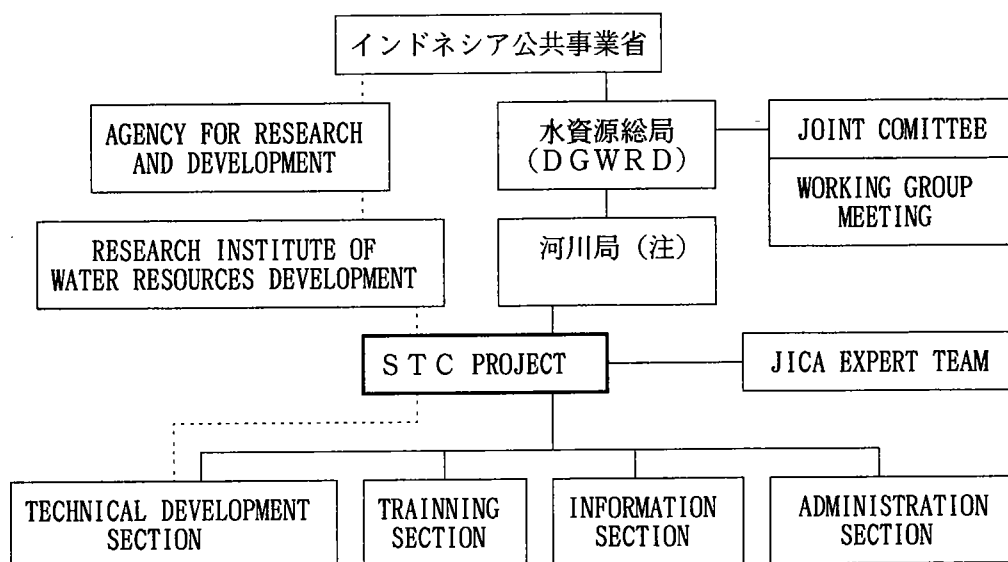 インドネシア公共事業省
AGENCY FOR RESEARCH
AND DEVELOPMENT
水資源総局
(ＤＧＷＲＤ)
JOINT COMITTEE
WORKING GROUP
MEETING
RESEARCH INSTITUTE OF
WATER RESOURCES DEVELOPMENT
河川局 (注)
ＳＴＣ PROJECT
JICA EXPERT TEAM
TECHNICAL DEVELOPMENT
SECTION
TRAINNING
SECTION
INFORMATION
SECTION
ADMINISTRATION
SECTION